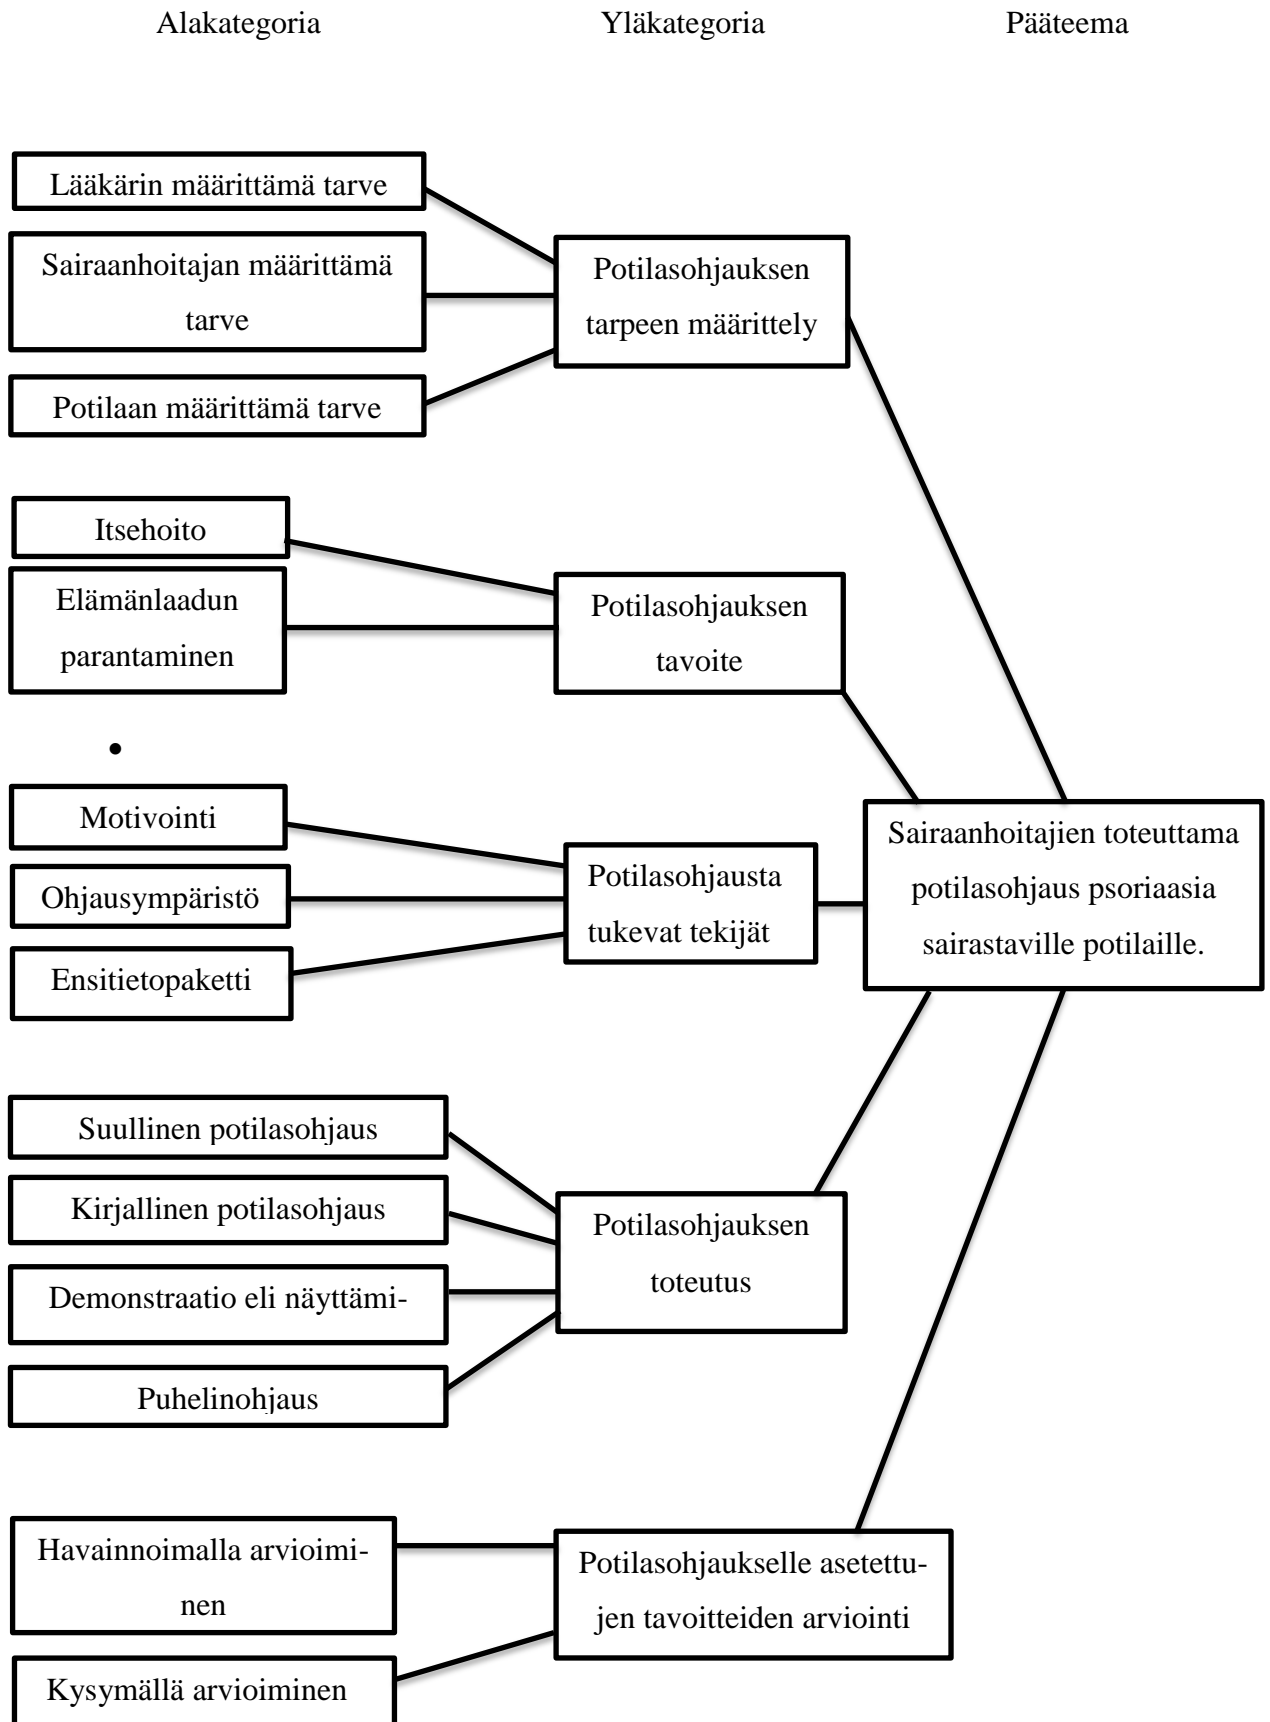 Alakategoria
Yläkategoria
Pääteema
Lääkärin määrittämä tarve
Sairaanhoitajan määrittämä
tarve
Potilaan määrittämä tarve
Potilasohjauksen
tarpeen määrittely
Itsehoito
Elämänlaadun
parantaminen
Potilasohjauksen
tavoite
•
Motivointi
Ohjausympäristö
Ensitietopaketti
Potilasohjausta
tukevat tekijät
Sairaanhoitajien toteuttama
potilasohjaus psoriaasia
sairastaville potilaille.
Suullinen potilasohjaus
Kirjallinen potilasohjaus
Demonstraatio eli näyttämi-
Puhelinohjaus
Potilasohjauksen
toteutus
Havainnoimalla arvioimi-
nen
Kysymällä arvioiminen
Potilasohjaukselle asetettu-
jen tavoitteiden arviointi